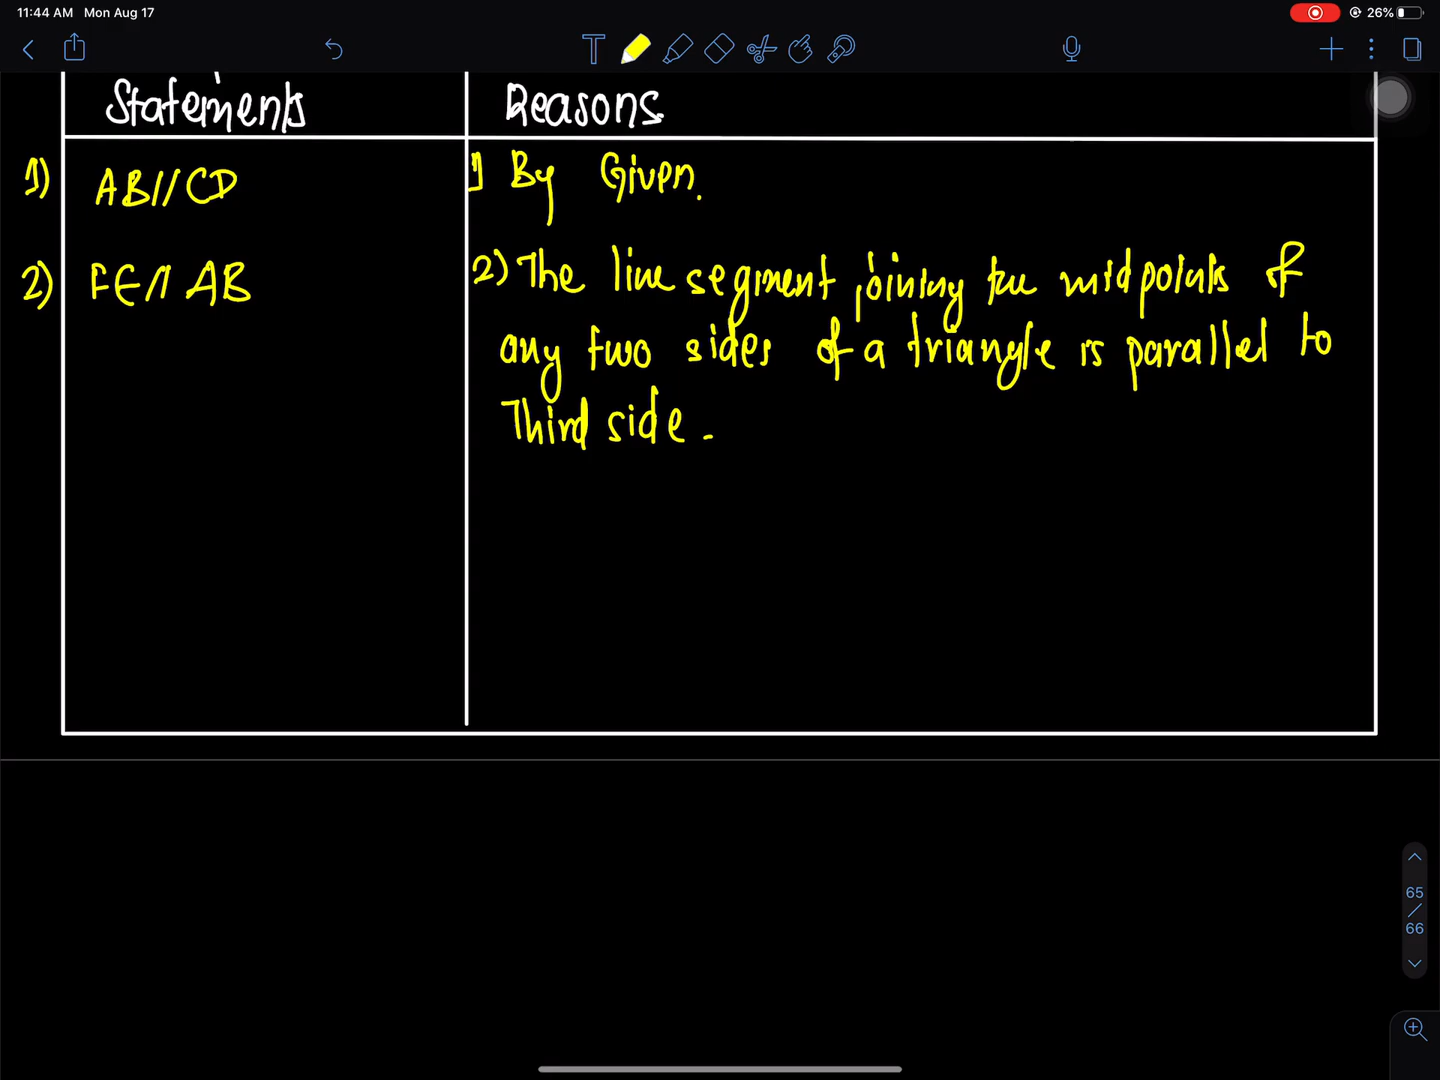 11:44 AM Mon Aug 17
26%
Statements Reasons
1) AB//CD 1) By Given.
2) FE// AB 2) The line segment joining the midpoints of
any two sides of a triangle is parallel to
Third side.
65
/
66